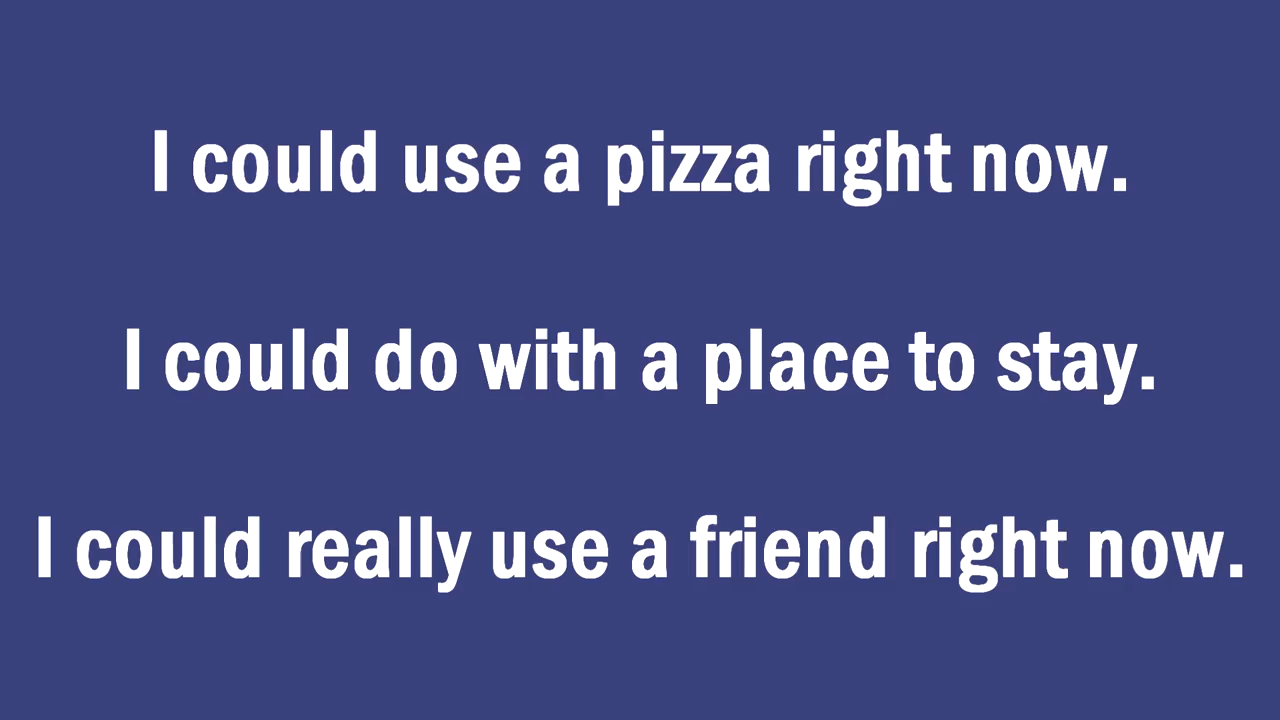 I could use a pizza right now.
I could do with a place to stay.
I could really use a friend right now.